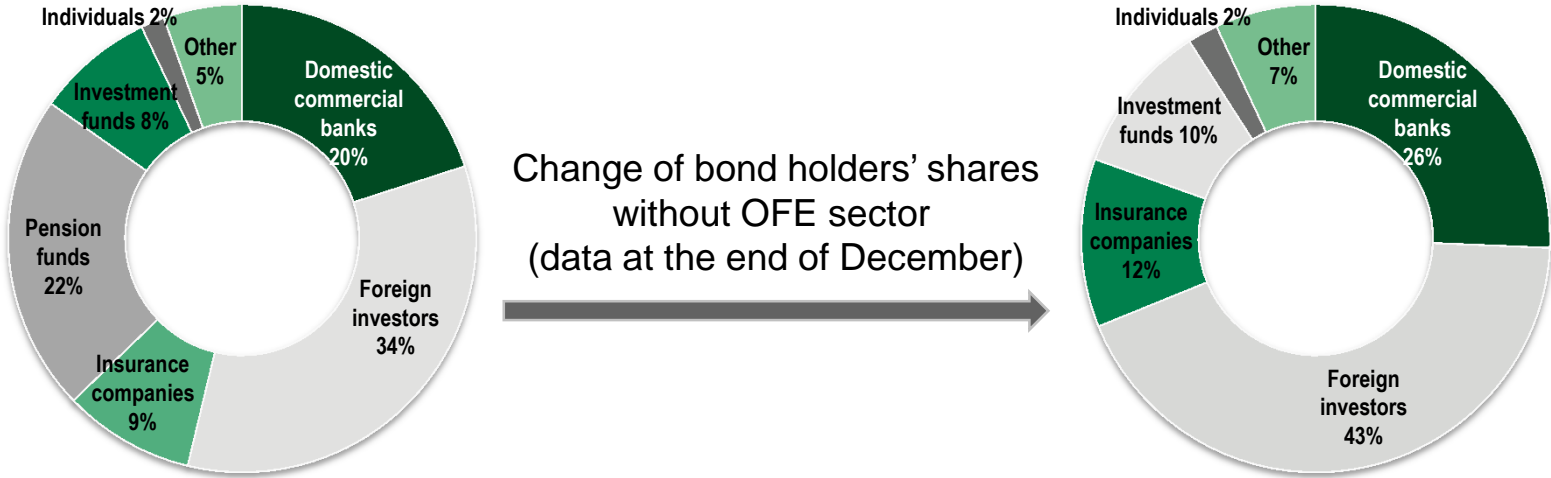 Individuals 2%
Other
5%
Domestic
commercial
banks
20%
Investment
funds 8%
Pension
funds
22%
Foreign
investors
34%
Insurance
companies
9%
Change of bond holders’ shares
without OFE sector
(data at the end of December)
Individuals 2%
Other
7%
Domestic
commercial
banks
26%
Investment
funds 10%
Insurance
companies
12%
Foreign
investors
43%